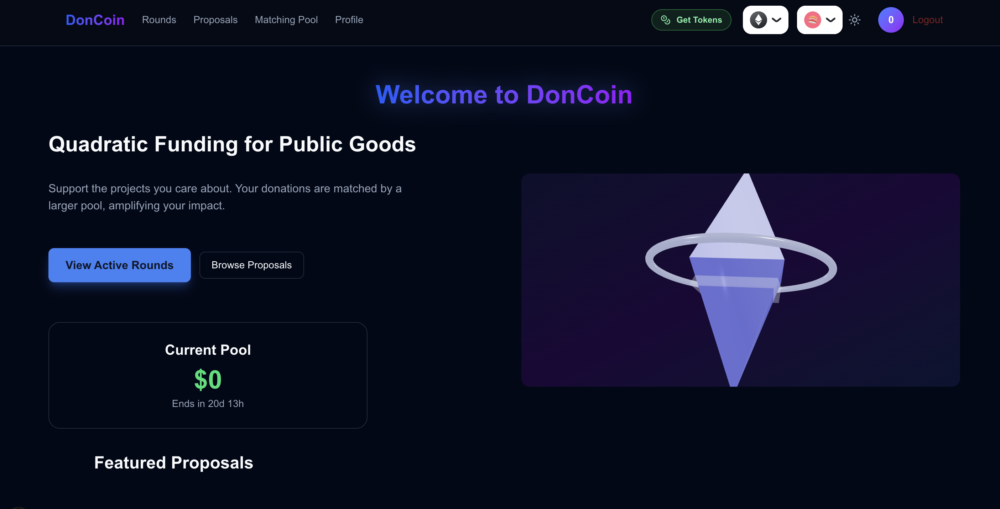 DonCoin
Rounds
Proposals
Matching Pool
Profile
Get Tokens
0
Logout
Welcome to DonCoin
Quadratic Funding for Public Goods
Support the projects you care about. Your donations are matched by a
larger pool, amplifying your impact.
View Active Rounds
Browse Proposals
Current Pool
$0
Ends in 20d 13h
Featured Proposals